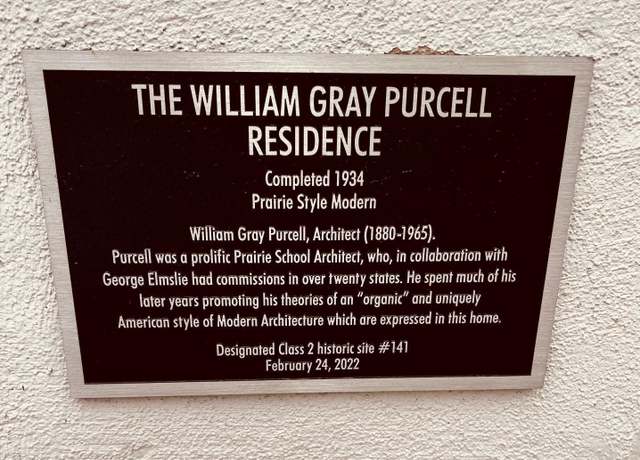 THE WILLIAM GRAY PURCELL
RESIDENCE
Completed 1934
Prairie Style Modern
William Gray Purcell, Architect (1880-1965).
Purcell was a prolific Prairie School Architect, who, in collaboration with
George Elmslie had commissions in over twenty states. He spent much of his
later years promoting his theories of an “organic” and uniquely
American style of Modern Architecture which are expressed in this home.
Designated Class 2 historic site #141
February 24, 2022